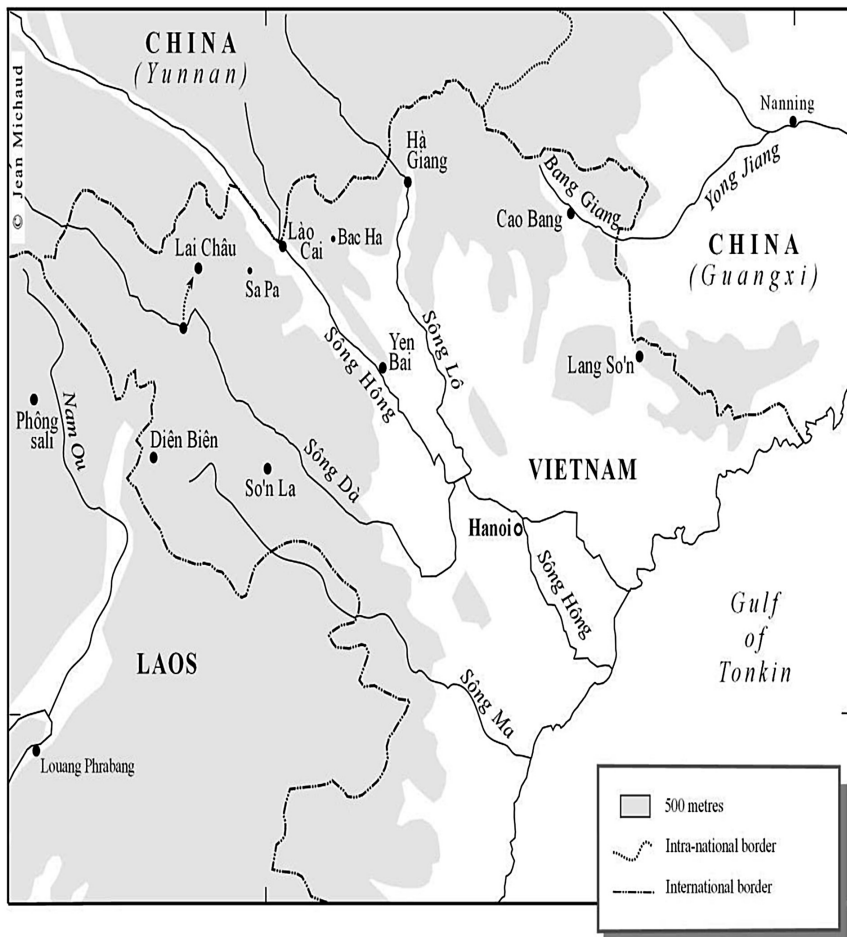 CHINA
(Yunnan)
© Jean Michaud
Nanning
Hà
Giang
Bang Giang
Yong Jiang
Cao Bang
CHINA
(Guangxi)
Lào
Cai
Bac Ha
Lai Châu
Sa Pa
Sông Hông
Sông Lô
Yen
Bai
Lang So'n
Phông
sali
Nam Ou
Diên Biên
So'n La
Sông Dà
VIETNAM
Hanoi
Sông Hông
Gulf
of
Tonkin
LAOS
Sông Ma
Louang Phrabang
500 metres
Intra-national border
International border